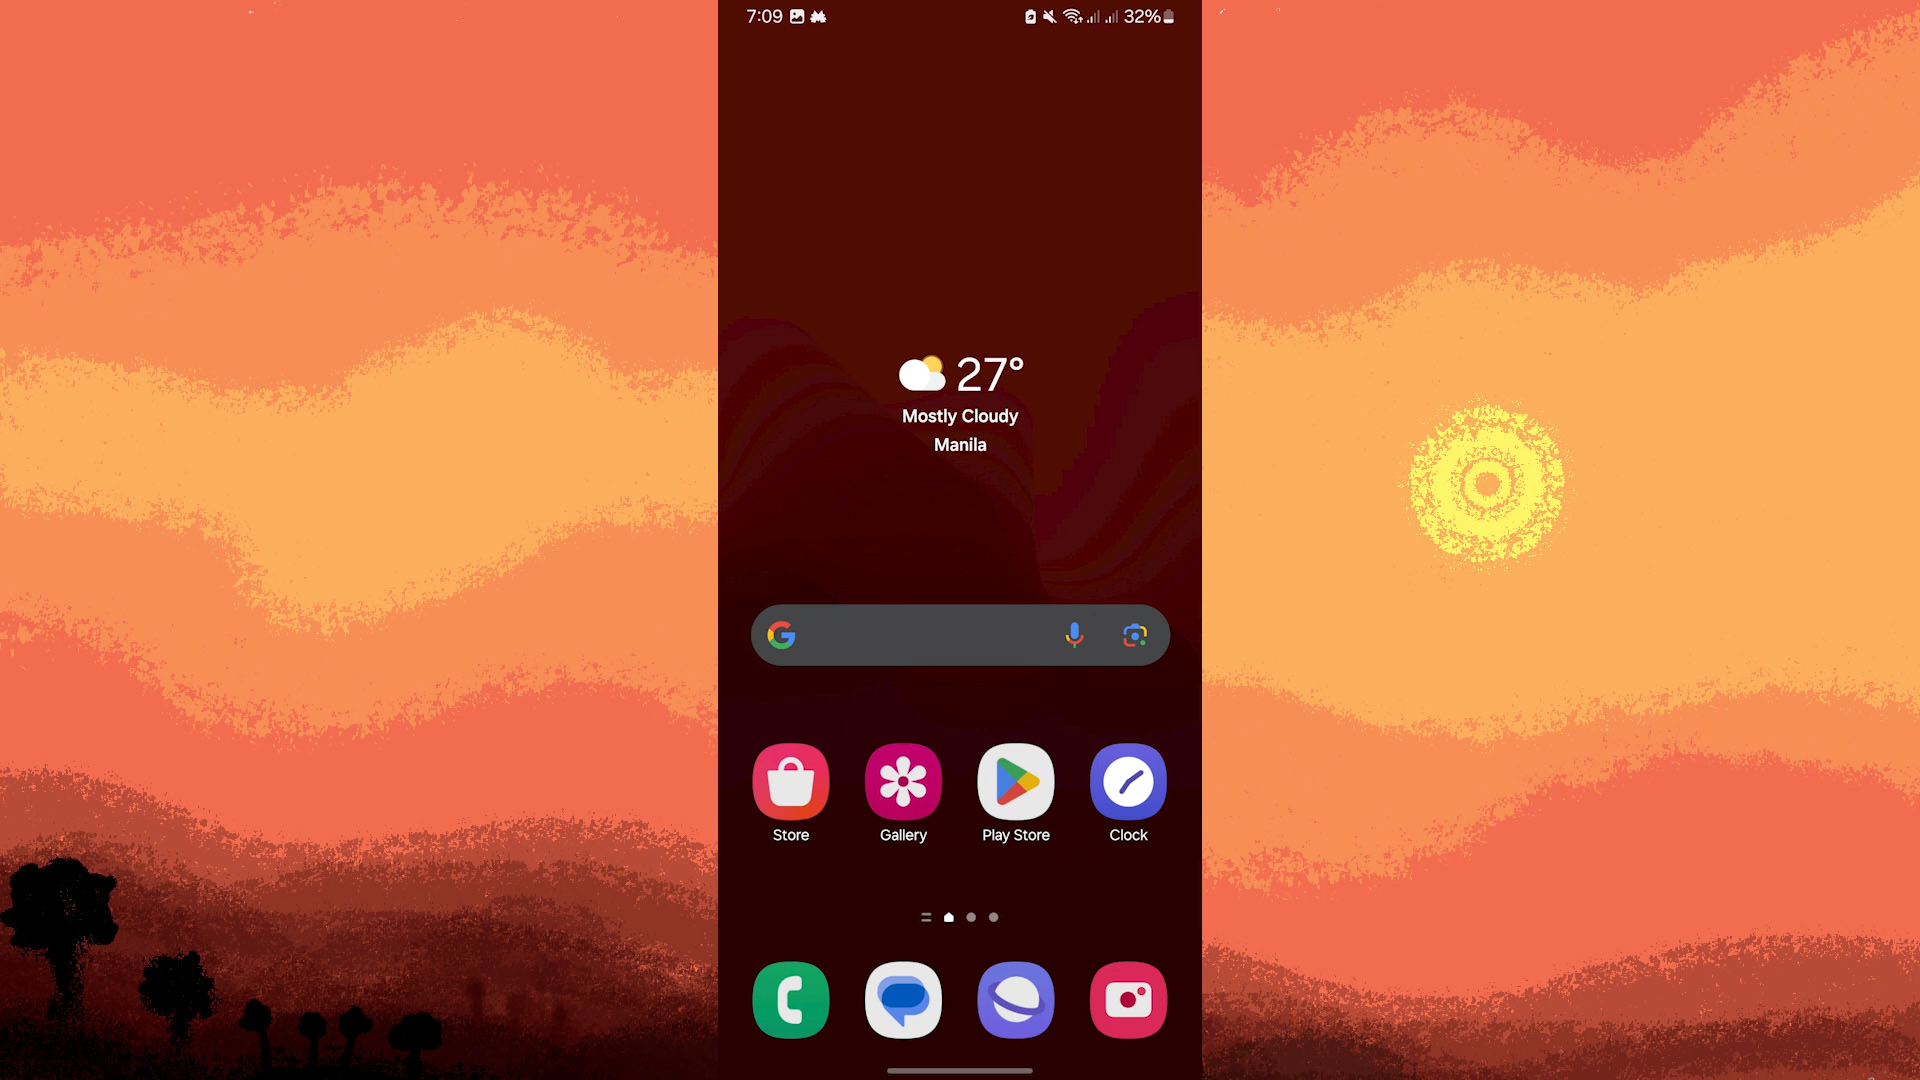 7:09 32%
27°
Mostly Cloudy
Manila
Store Gallery Play Store Clock